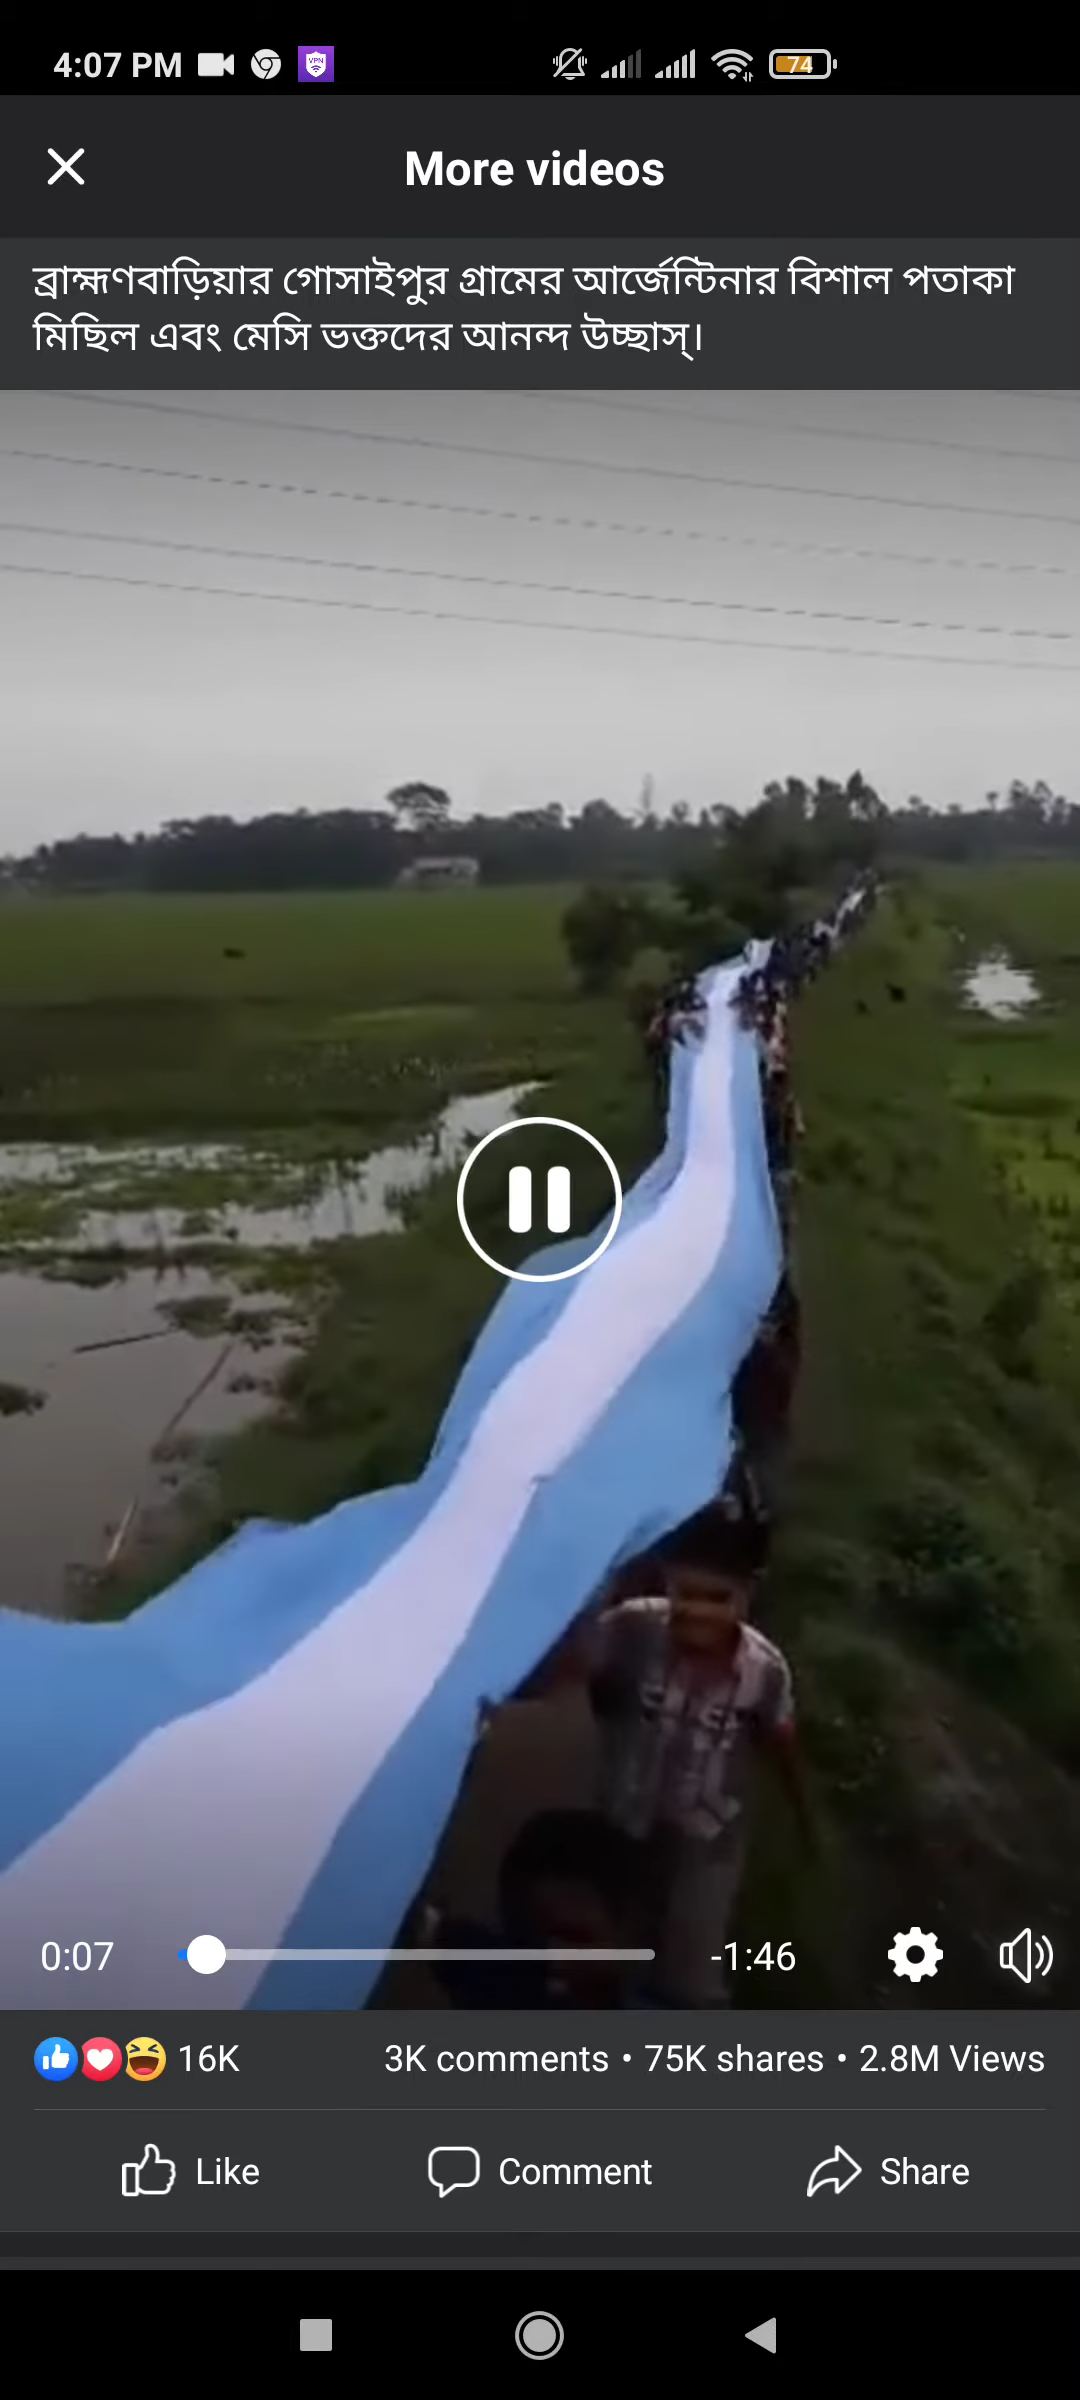 4:07 PM VPN 74
More videos
ব্রাহ্মণবাড়িয়ার গোসাইপুর গ্রামের আর্জেন্টিনার বিশাল পতাকা
মিছিল এবং মেসি ভক্তদের আনন্দ উচ্ছাস্।
0:07 -1:46
16K 3K comments • 75K shares • 2.8M Views
Like Comment Share